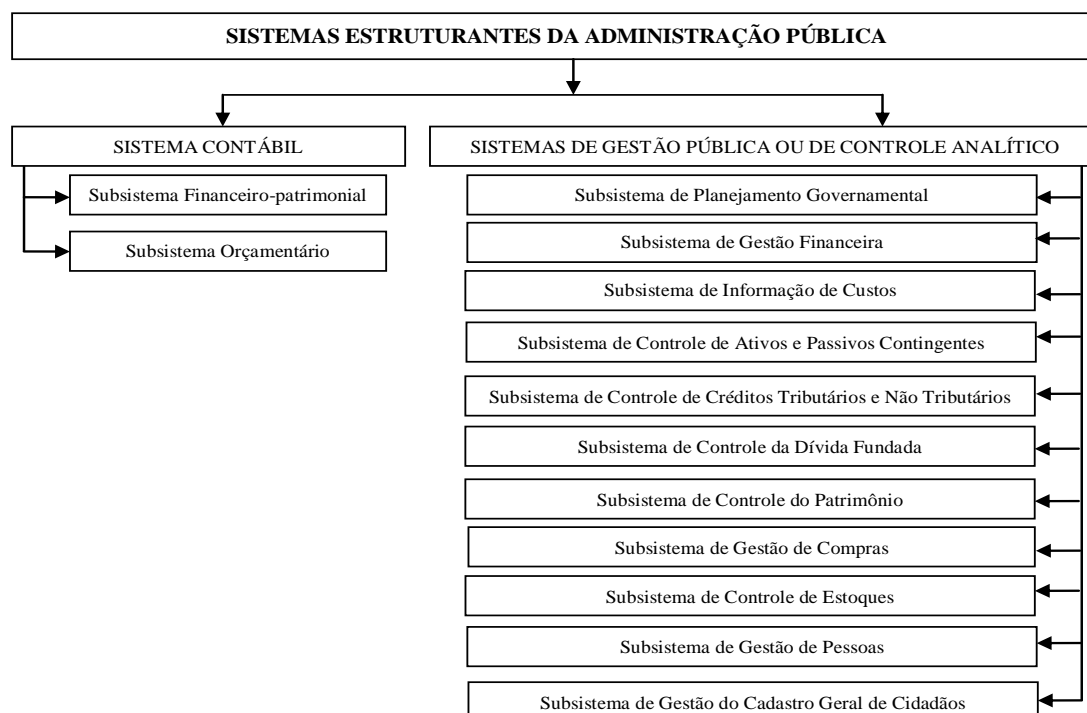 SISTEMAS ESTRUTURANTES DA ADMINISTRAÇÃO PÚBLICA
SISTEMA CONTÁBIL
Subsistema Financeiro-patrimonial
Subsistema Orçamentário
SISTEMAS DE GESTÃO PÚBLICA OU DE CONTROLE ANALÍTICO
Subsistema de Planejamento Governamental
Subsistema de Gestão Financeira
Subsistema de Informação de Custos
Subsistema de Controle de Ativos e Passivos Contingentes
Subsistema de Controle de Créditos Tributários e Não Tributários
Subsistema de Controle da Dívida Fundada
Subsistema de Controle do Patrimônio
Subsistema de Gestão de Compras
Subsistema de Controle de Estoques
Subsistema de Gestão de Pessoas
Subsistema de Gestão do Cadastro Geral de Cidadãos